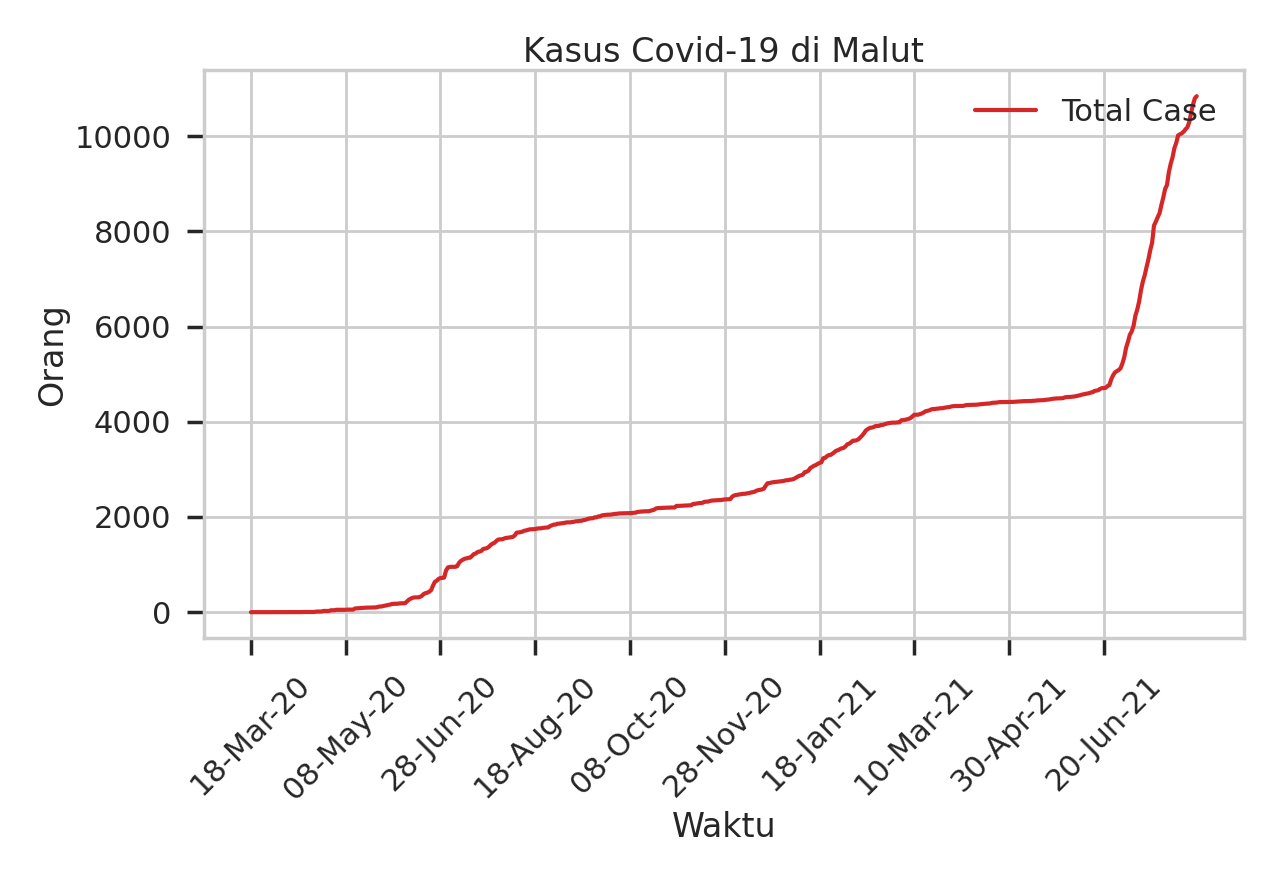 Kasus Covid-19 di Malut
Total Case
Orang
10000
8000
6000
4000
2000
0
18-Mar-20
08-May-20
28-Jun-20
18-Aug-20
08-Oct-20
28-Nov-20
18-Jan-21
10-Mar-21
30-Apr-21
20-Jun-21
Waktu